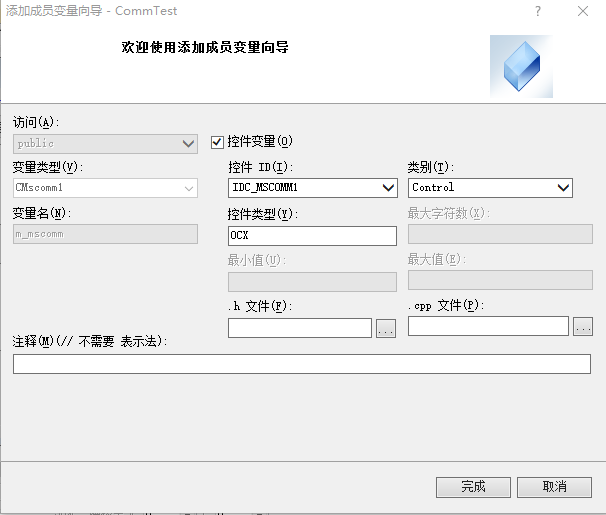 添加成员变量向导 - CommTest
欢迎使用添加成员变量向导
访问(A):
public
控件变量(O)
变量类型(V):
控件 ID(I):
类别(T):
CMscomm1
IDC_MSCOMM1
Control
变量名(N):
控件类型(Y):
最大字符数(X):
m_mscomm
OCX
最小值(U):
最大值(E):
.h 文件(F):
.cpp 文件(P):
...
...
注释(M)(// 不需要 表示法):
完成
取消